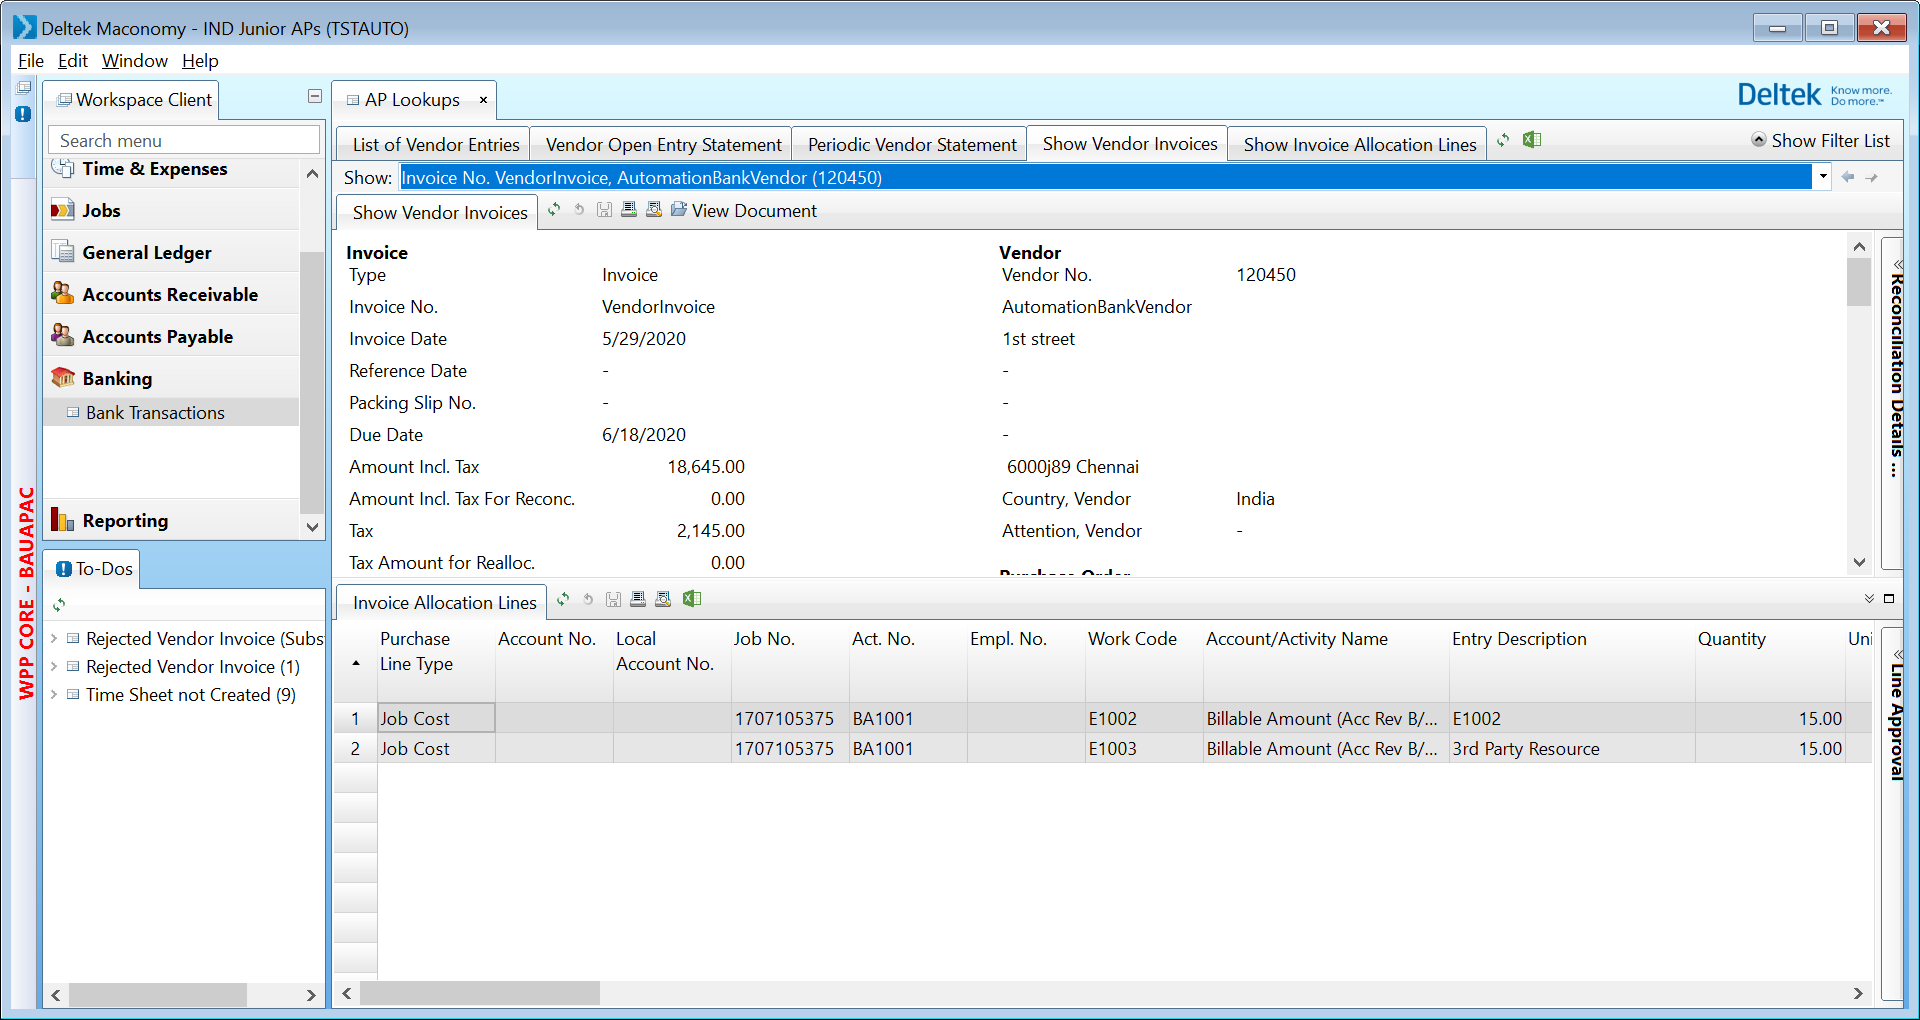 Deltek Maconomy - IND Junior APs (TSTAUTO)
File Edit Window Help
WPP CORE - BAUAPAC
Workspace Client
Search menu
Time & Expenses
Jobs
General Ledger
Accounts Receivable
Accounts Payable
Banking
Bank Transactions
Reporting
To-Dos
Rejected Vendor Invoice (Subs
Rejected Vendor Invoice (1)
Time Sheet not Created (9)
AP Lookups
Deltek Know more.
Do more.™
List of Vendor Entries Vendor Open Entry Statement Periodic Vendor Statement Show Vendor Invoices Show Invoice Allocation Lines Show Filter List
Show: Invoice No. VendorInvoice, AutomationBankVendor (120450)
Show Vendor Invoices View Document
Invoice Vendor
Type Invoice Vendor No. 120450
Invoice No. VendorInvoice AutomationBankVendor
Invoice Date 5/29/2020 1st street
Reference Date - -
Packing Slip No. - -
Due Date 6/18/2020 -
Amount Incl. Tax 18,645.00 6000j89 Chennai
Amount Incl. Tax For Reconc. 0.00 Country, Vendor India
Tax 2,145.00 Attention, Vendor -
Tax Amount for Realloc. 0.00
Purchase Order
Reconciliation Details ...
Invoice Allocation Lines
Purchase Line Type Account No. Local Account No. Job No. Act. No. Empl. No. Work Code Account/Activity Name Entry Description Quantity Uni
1 Job Cost 1707105375 BA1001 E1002 Billable Amount (Acc Rev B/... E1002 15.00
2 Job Cost 1707105375 BA1001 E1003 Billable Amount (Acc Rev B/... 3rd Party Resource 15.00
Line Approval